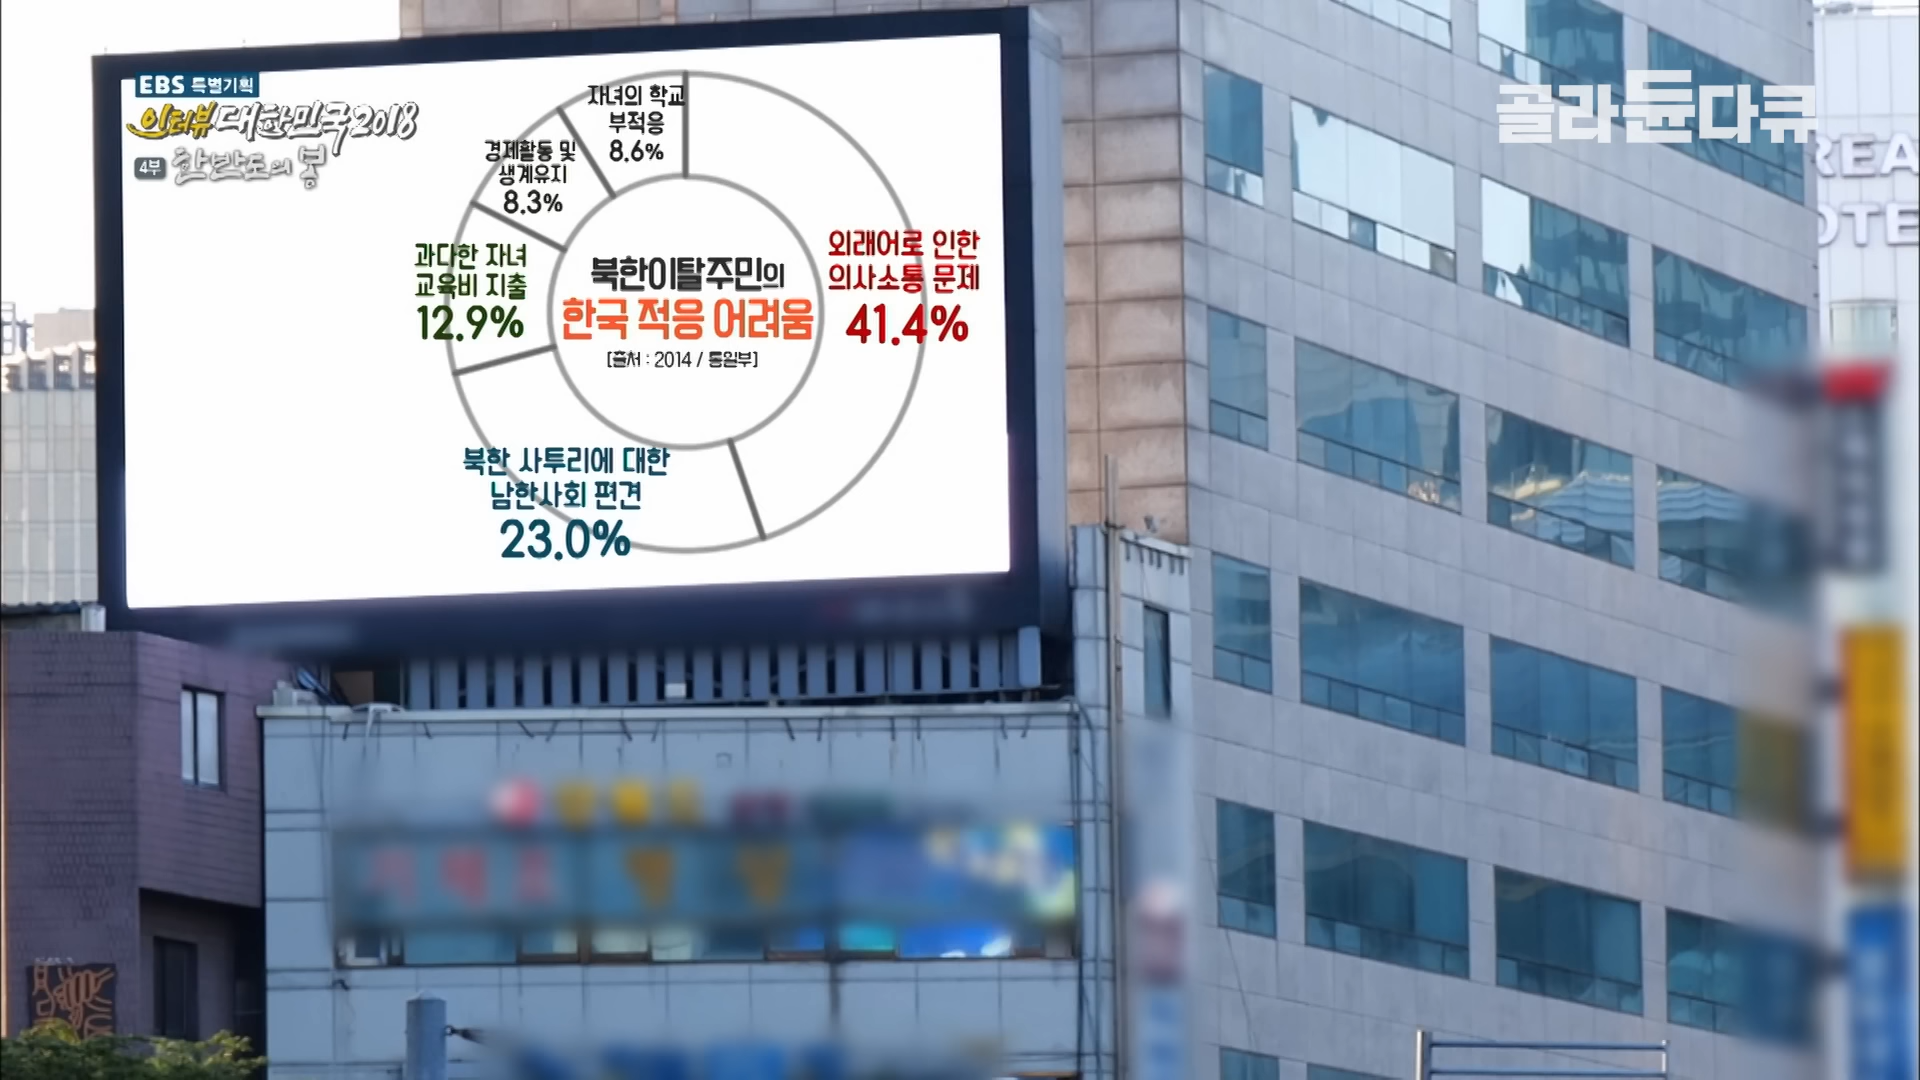 EBS 특별기획
인터뷰 대한민국 2018
4부 한반도의 봄
골라듄다큐
자녀의 학교
부적응
8.6%
경제활동 및
생계유지
8.3%
과다한 자녀
교육비 지출
12.9%
북한이탈주민의
한국 적응 어려움
[출처 : 2014 / 통일부]
외래어로 인한
의사소통 문제
41.4%
북한 사투리에 대한
남한사회 편견
23.0%